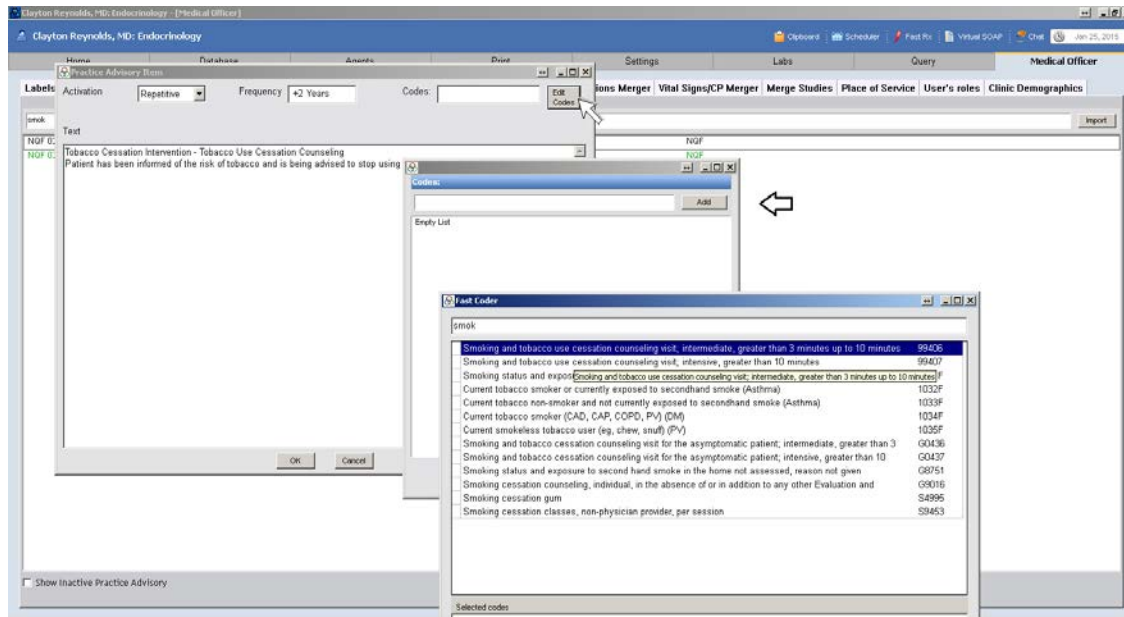 Clayton Reynolds, MD: Endocrinology - [Medical Officer]
Clayton Reynolds, MD: Endocrinology
Clipboard Scheduler Fast Rx Virtual SOAP Chat Jan 25, 2015
Home Database Agents Print Settings Labs Query Medical Officer
Practice Advisory Item
Labels
ions Merger Vital Signs/CP Merger Merge Studies Place of Service User's roles Clinic Demographics
Activation Repetitive Frequency +2 Years Codes: Edit Codes
smok
Import
NQF
NQF
Text
Tobacco Cessation Intervention - Tobacco Use Cessation Counseling
Patient has been informed of the risk of tobacco and is being advised to stop using
OK Cancel
Codes:
Add
Empty List
Fast Coder
smok
Smoking and tobacco use cessation counseling visit; intermediate, greater than 3 minutes up to 10 minutes 99406
Smoking and tobacco use cessation counseling visit; intensive, greater than 10 minutes 99407
Smoking status and expos
Smoking and tobacco use cessation counseling visit; intermediate, greater than 3 minutes up to 10 minutes
F
Current tobacco smoker or currently exposed to secondhand smoke (Asthma) 1032F
Current tobacco non-smoker and not currently exposed to secondhand smoke (Asthma) 1033F
Current tobacco smoker (CAD, CAP, COPD, PV) (DM) 1034F
Current smokeless tobacco user (eg, chew, snuff) (PV) 1035F
Smoking and tobacco cessation counseling visit for the asymptomatic patient; intermediate, greater than 3 G0436
Smoking and tobacco cessation counseling visit for the asymptomatic patient; intensive, greater than 10 G0437
Smoking status and exposure to second hand smoke in the home not assessed, reason not given G8751
Smoking cessation counseling, individual, in the absence of or in addition to any other Evaluation and G9016
Smoking cessation gum S4995
Smoking cessation classes, non-physician provider, per session S9453
Selected codes
Show Inactive Practice Advisory